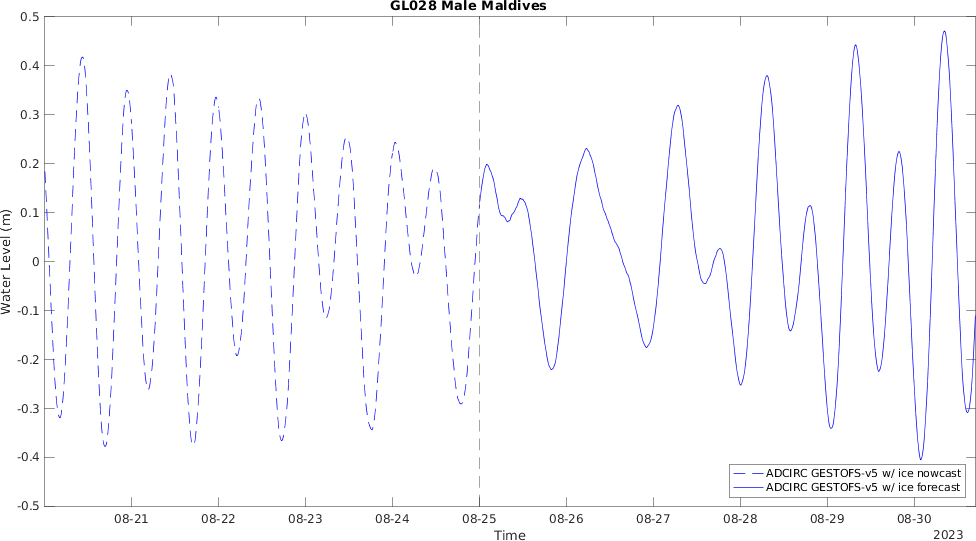 GL028 Male Maldives
0.5
0.4
0.3
0.2
0.1
0
-0.1
-0.2
-0.3
-0.4
-0.5
Water Level (m)
ADCIRC GESTOFS-v5 w/ ice nowcast
ADCIRC GESTOFS-v5 w/ ice forecast
08-21 08-22 08-23 08-24 08-25 08-26 08-27 08-28 08-29 08-30
Time
2023